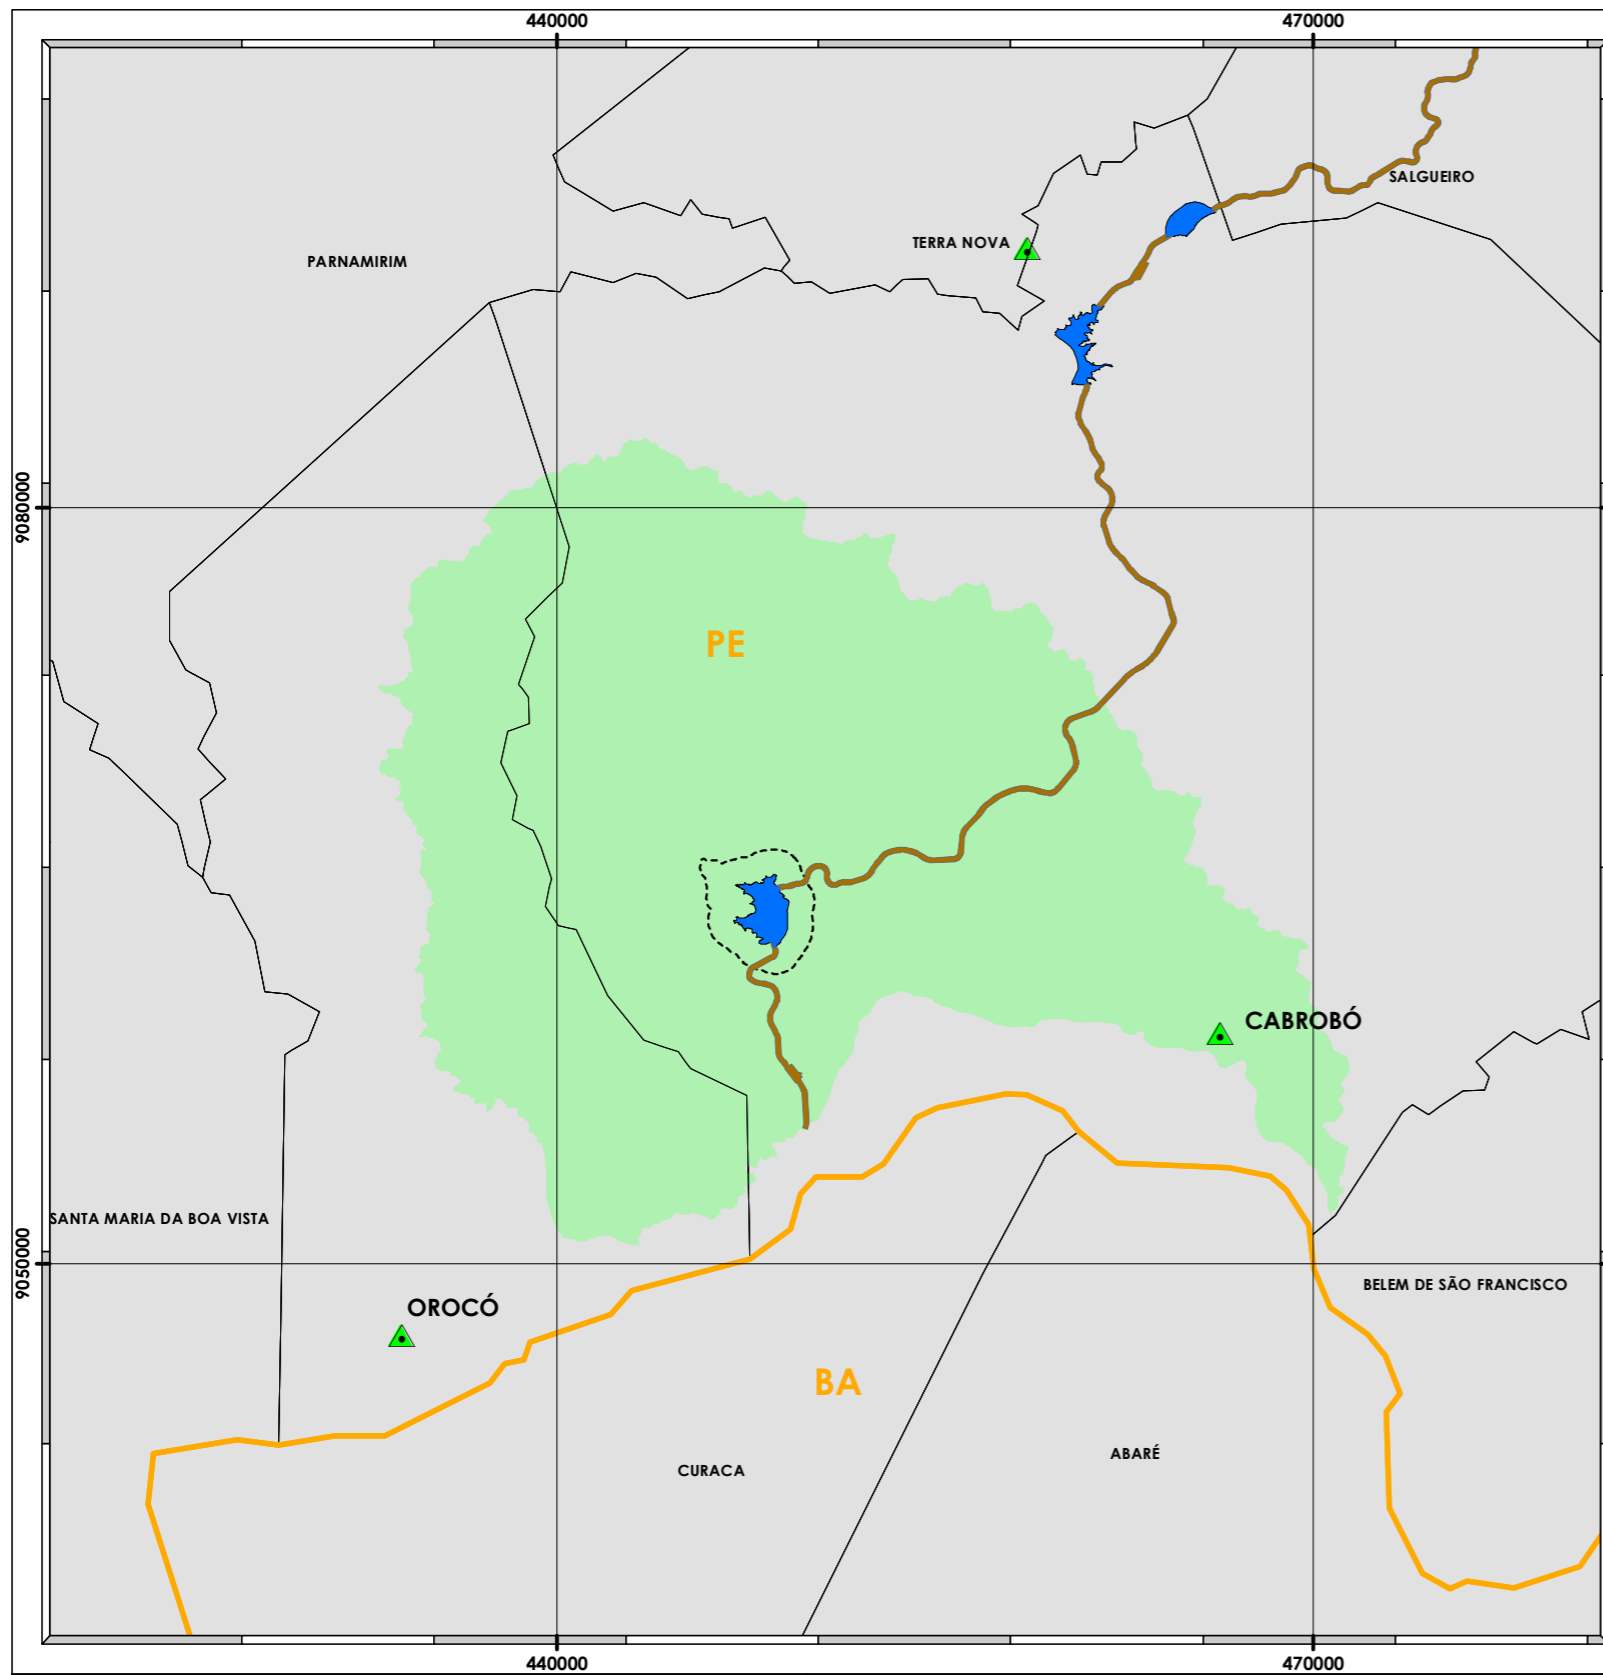 440000
470000
SALGUEIRO
TERRA NOVA
PARNAMIRIM
9080000
PE
CABROBÓ
SANTA MARIA DA BOA VISTA
9050000
BELEM DE SÃO FRANCISCO
OROCÓ
BA
ABARÉ
CURACA
440000
470000